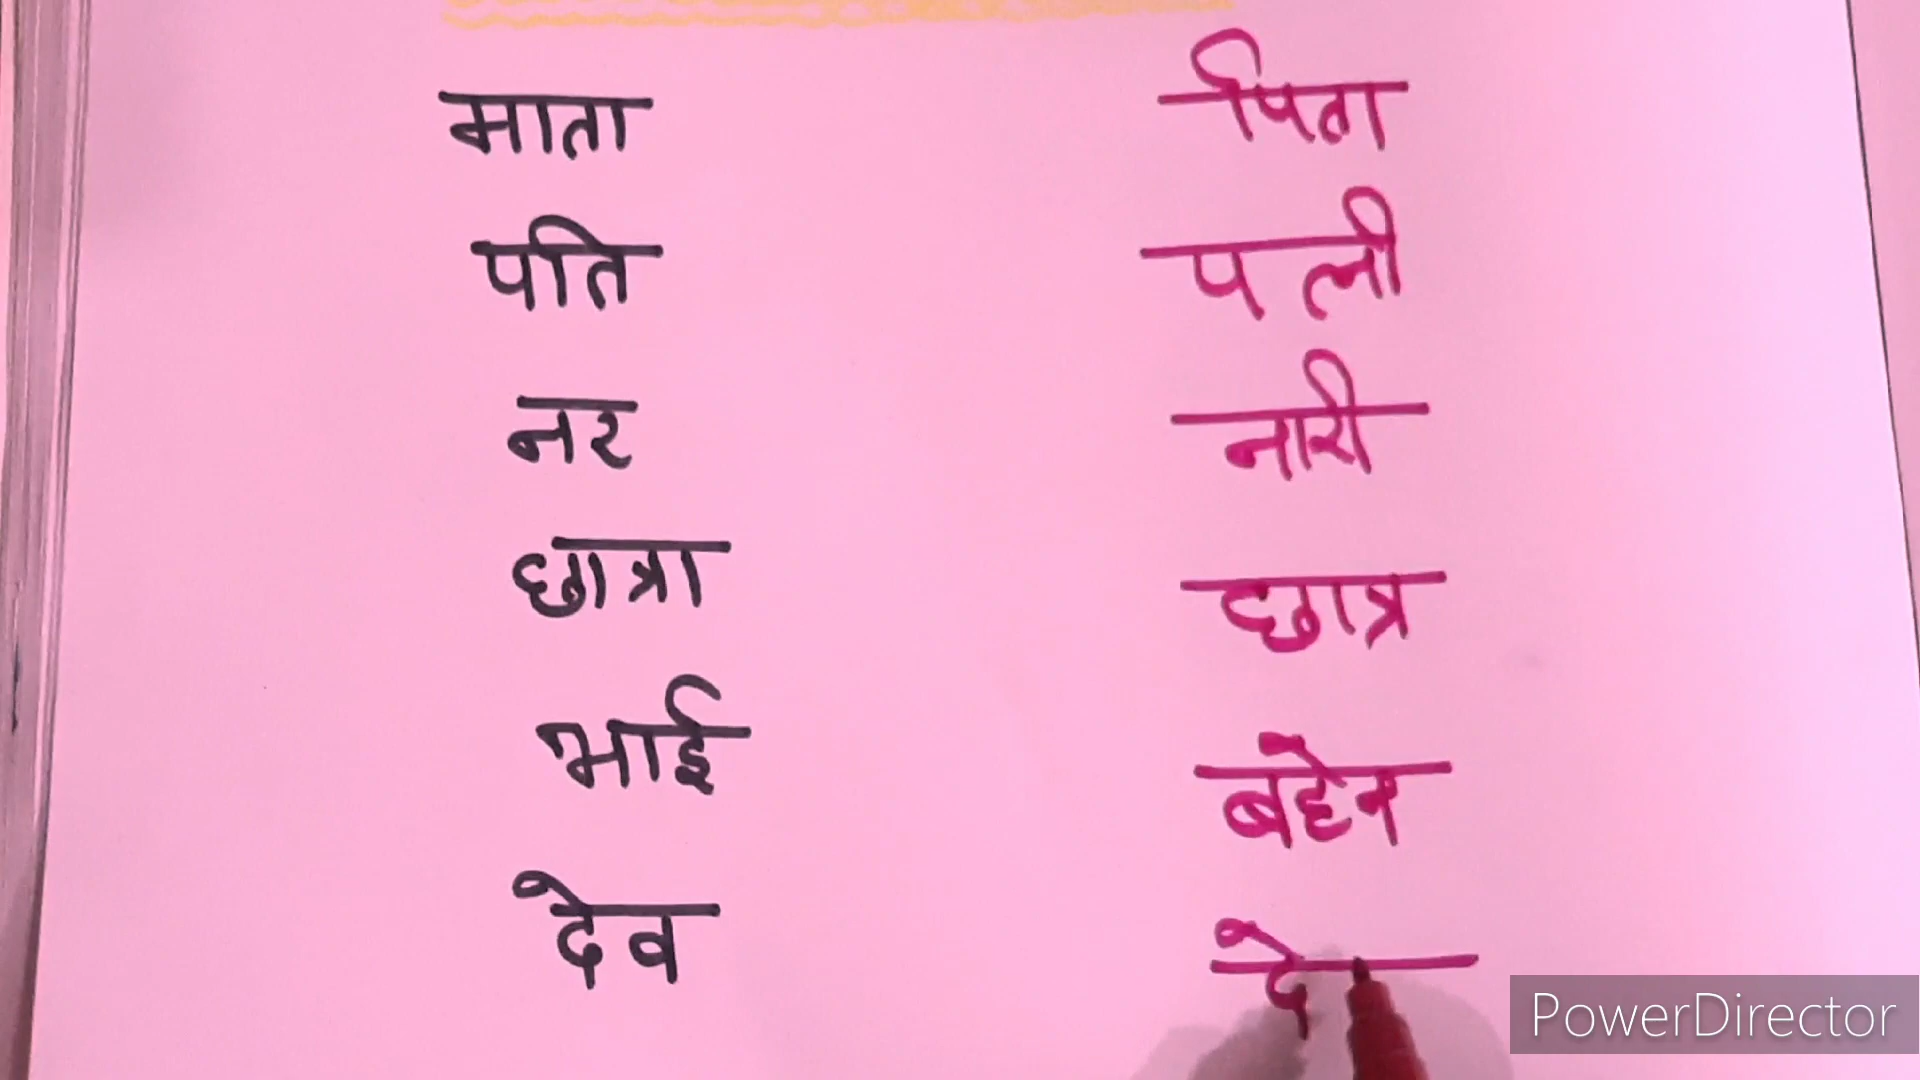 माता पिता
पति पत्नी
नर नारी
छात्रा छात्र
भाई बहेन
देव दे
PowerDirector